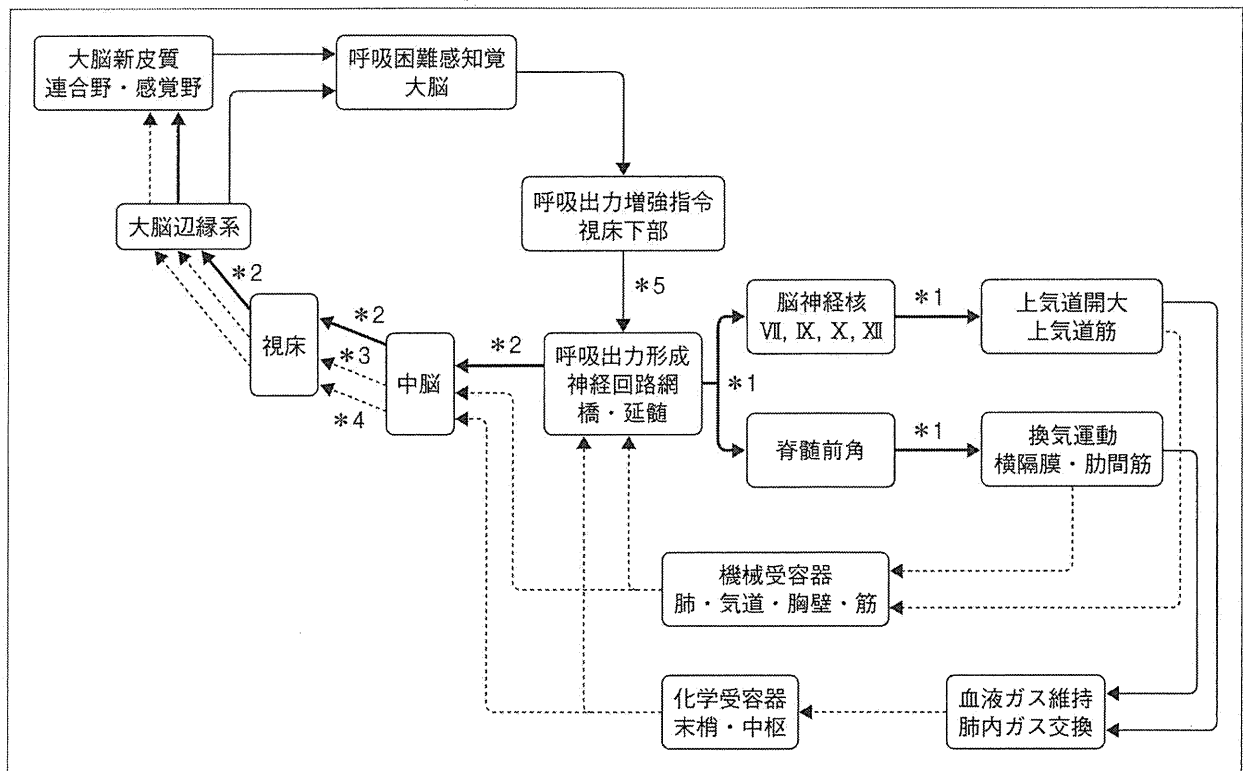 大脳新皮質
連合野・感覚野
呼吸困難感知覚
大脳
呼吸出力増強指令
視床下部
大脳辺縁系
*2
*5
脳神経核
Ⅶ, Ⅸ, Ⅹ, Ⅻ
*1
上気道開大
上気道筋
視床
*2
*3
*4
中脳
*2
呼吸出力形成
神経回路網
橋・延髄
*1
脊髄前角
*1
換気運動
横隔膜・肋間筋
機械受容器
肺・気道・胸壁・筋
化学受容器
末梢・中枢
血液ガス維持
肺内ガス交換